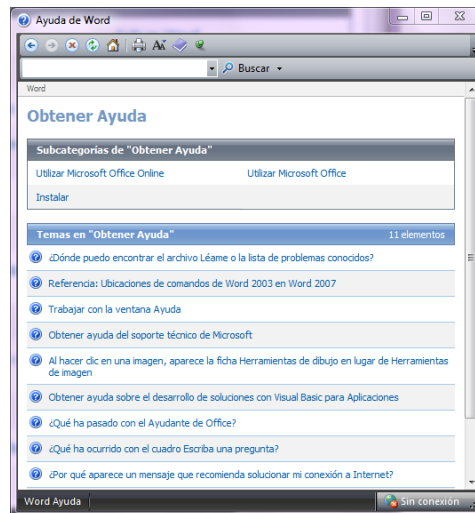 Ayuda de Word
Buscar
Word
Obtener Ayuda
Subcategorías de "Obtener Ayuda"
Utilizar Microsoft Office Online Utilizar Microsoft Office
Instalar
Temas en "Obtener Ayuda" 11 elementos
¿Dónde puedo encontrar el archivo Léame o la lista de problemas conocidos?
Referencia: Ubicaciones de comandos de Word 2003 en Word 2007
Trabajar con la ventana Ayuda
Obtener ayuda del soporte técnico de Microsoft
Al hacer clic en una imagen, aparece la ficha Herramientas de dibujo en lugar de Herramientas
de imagen
Obtener ayuda sobre el desarrollo de soluciones con Visual Basic para Aplicaciones
¿Qué ha pasado con el Ayudante de Office?
¿Qué ha ocurrido con el cuadro Escriba una pregunta?
¿Por qué aparece un mensaje que recomienda solucionar mi conexión a Internet?
Word Ayuda Sin conexión